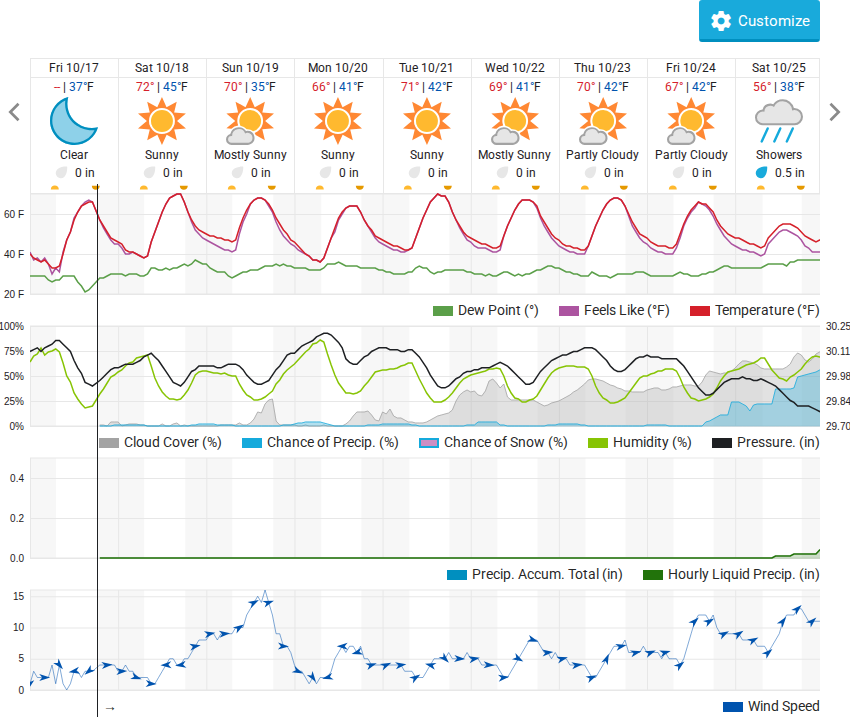 Customize
Fri 10/17 Sat 10/18 Sun 10/19 Mon 10/20 Tue 10/21 Wed 10/22 Thu 10/23 Fri 10/24 Sat 10/25
-- | 37°F 72° | 45°F 70° | 35°F 66° | 41°F 71° | 42°F 69° | 41°F 70° | 42°F 67° | 42°F 56° | 38°F
Clear Sunny Mostly Sunny Sunny Sunny Mostly Sunny Partly Cloudy Partly Cloudy Showers
0 in 0 in 0 in 0 in 0 in 0 in 0 in 0 in 0.5 in
60 F
40 F
20 F
Dew Point (°) Feels Like (°F) Temperature (°F)
100% 30.25
75% 30.11
50% 29.98
25% 29.84
0% 29.70
Cloud Cover (%) Chance of Precip. (%) Chance of Snow (%) Humidity (%) Pressure. (in)
0.4
0.2
0.0
Precip. Accum. Total (in) Hourly Liquid Precip. (in)
15
10
5
0
→
Wind Speed